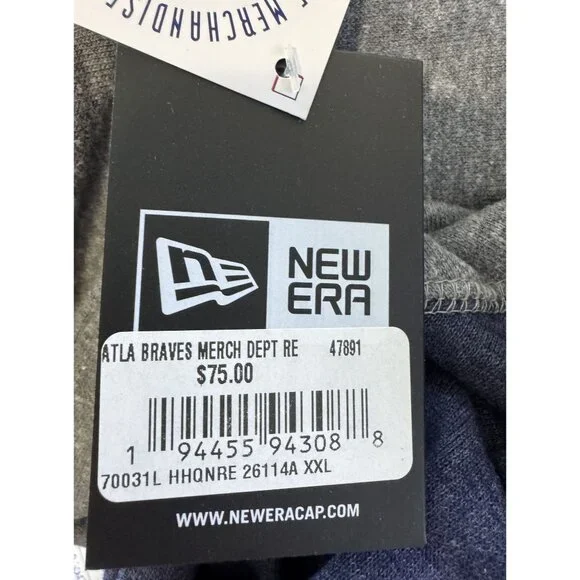 MERCHANDISE
NEW
ERA
ATLA BRAVES MERCH DEPT RE 47891
$75.00
1 94455 94308 8
70031L HHQNRE 26114A XXL
WWW.NEWERACAP.COM